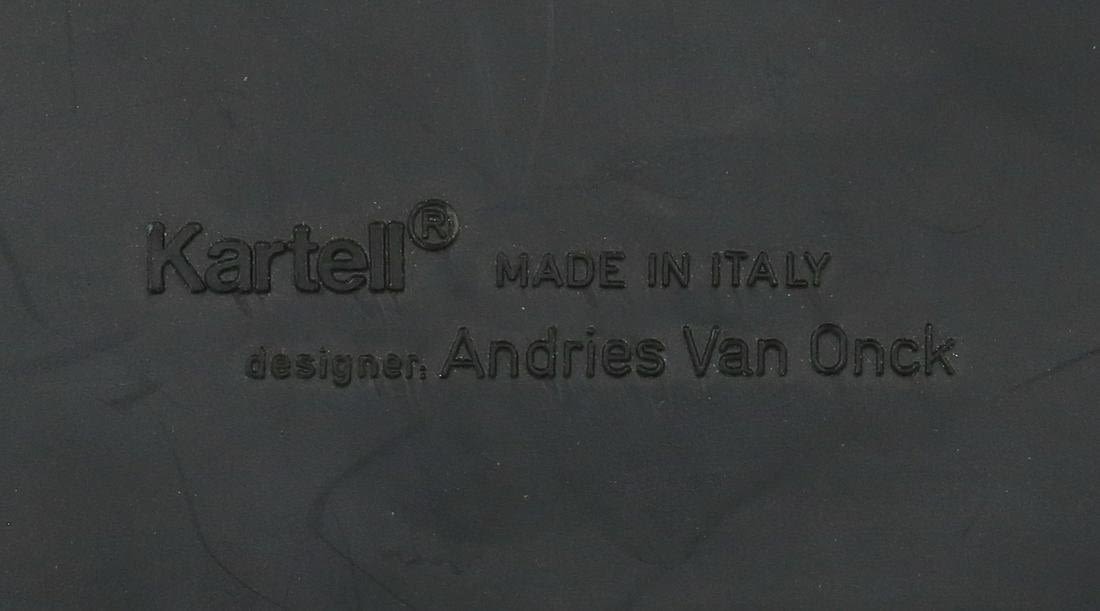 Kartell® MADE IN ITALY
designer: Andries Van Onck